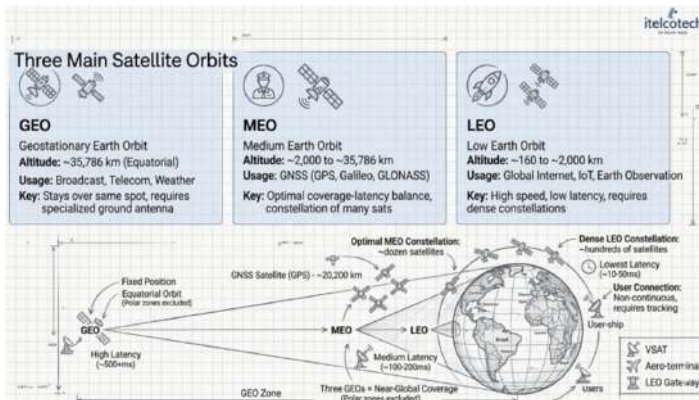 itelcotech
Three Main Satellite Orbits
GEO
Geostationary Earth Orbit
Altitude: ~35,786 km (Equatorial)
Usage: Broadcast, Telecom, Weather
Key: Stays over same spot, requires
specialized ground antenna
MEO
Medium Earth Orbit
Altitude: ~2,000 to ~35,786 km
Usage: GNSS (GPS, Galileo, GLONASS)
Key: Optimal coverage-latency balance,
constellation of many sats
LEO
Low Earth Orbit
Altitude: ~160 to ~2,000 km
Usage: Global Internet, IoT, Earth Observation
Key: High speed, low latency, requires
dense constellations
Optimal MEO Constellation:
~dozen satellites
Dense LEO Constellation:
~hundreds of satellites
GNSS Satellite (GPS) - ~20,200 km
Lowest Latency
(~10-50ms)
Fixed Position
Equatorial Orbit
(Polar zones excluded)
User Connection:
Non-continuous,
requires tracking
User-ship
GEO
MEO
LEO
Brazil
High Latency
(~500+ms)
Medium Latency
(~100-200ms)
VSAT
Aero-terminal
LEO Gateway
users
Three GEOs = Near-Global Coverage
(Polar zones excluded)
GEO Zone